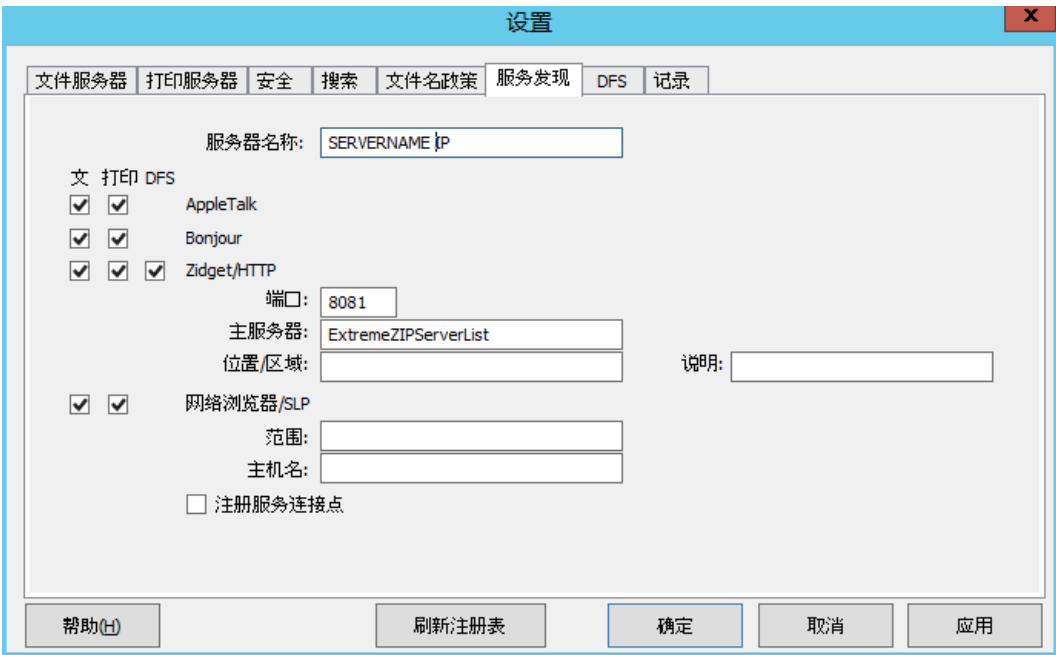 设置
x
文件服务器 打印服务器 安全 搜索 文件名政策 服务发现 DFS 记录
服务器名称: SERVERNAME IP
文 打印 DFS
AppleTalk
Bonjour
Zidget/HTTP
端口: 8081
主服务器: ExtremeZIPServerList
位置/区域: 说明:
网络浏览器/SLP
范围:
主机名:
注册服务连接点
帮助(H) 刷新注册表 确定 取消 应用